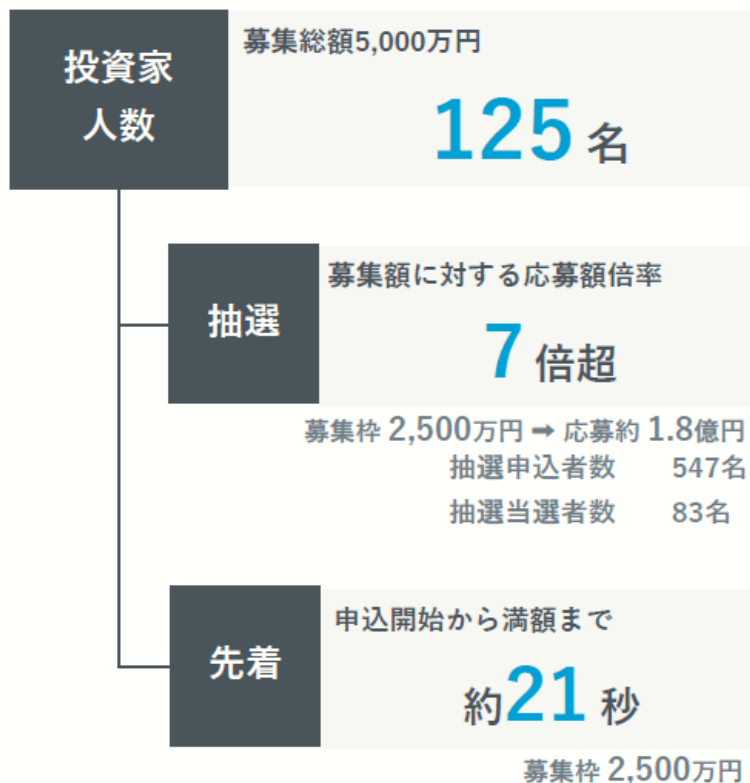 投資家
人数
募集総額5,000万円
125 名
抽選
募集額に対する応募額倍率
7 倍超
募集枠 2,500万円 ➡ 応募約 1.8億円
抽選申込者数 547名
抽選当選者数 83名
先着
申込開始から満額まで
約21 秒
募集枠 2,500万円